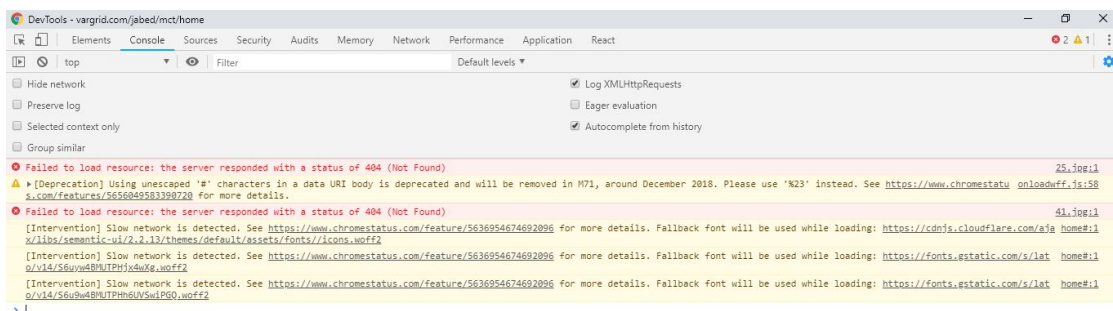 DevTools - vargrid.com/jabed/mct/home
Elements Console Sources Security Audits Memory Network Performance Application React 2 1
top Filter Default levels
Hide network Log XMLHttpRequests
Preserve log Eager evaluation
Selected context only Autocomplete from history
Group similar
Failed to load resource: the server responded with a status of 404 (Not Found) 25.jpg:1
[Deprecation] Using unescaped '#' characters in a data URI body is deprecated and will be removed in M71, around December 2018. Please use '%23' instead. See https://www.chromestatu onloadwff.js:58
s.com/features/5656049583390720 for more details.
Failed to load resource: the server responded with a status of 404 (Not Found) 41.jpg:1
[Intervention] Slow network is detected. See https://www.chromestatus.com/feature/5636954674692096 for more details. Fallback font will be used while loading: https://cdnjs.cloudflare.com/aja home#:1
x/libs/semantic-ui/2.2.13/themes/default/assets/fonts//icons.woff2
[Intervention] Slow network is detected. See https://www.chromestatus.com/feature/5636954674692096 for more details. Fallback font will be used while loading: https://fonts.gstatic.com/s/lat home#:1
o/v14/S6uyw4BMUTPHjx4wXg.woff2
[Intervention] Slow network is detected. See https://www.chromestatus.com/feature/5636954674692096 for more details. Fallback font will be used while loading: https://fonts.gstatic.com/s/lat home#:1
o/v14/S6u9w4BMUTPHh6UVSwiPGQ.woff2